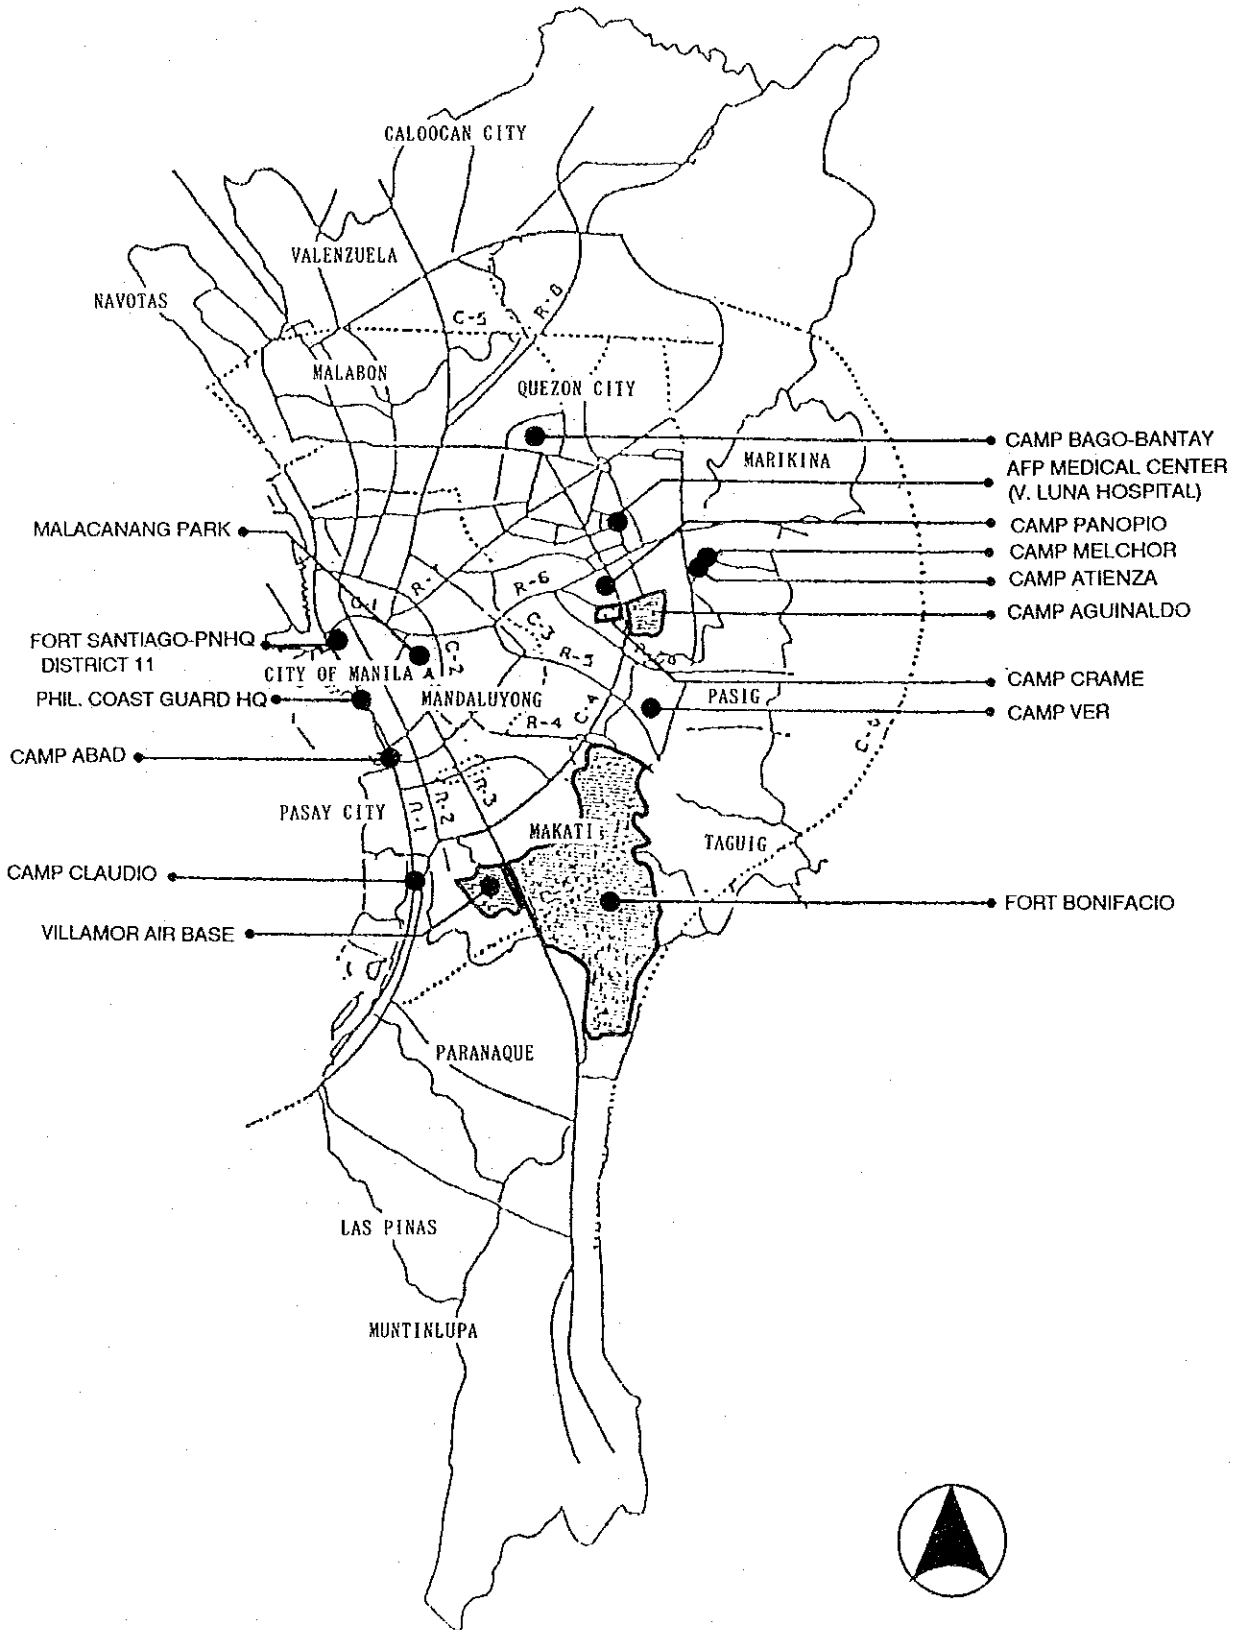 CALOOCAN CITY
VALENZUELA
NAVOTAS
C-5
R-8
MALABON
QUEZON CITY
MARIKINA
CAMP BAGO-BANTAY
AFP MEDICAL CENTER
(V. LUNA HOSPITAL)
CAMP PANOPIO
CAMP MELCHOR
CAMP ATIENZA
CAMP AGUINALDO
MALACANANG PARK
R-7
R-6
C-1
C-3
C-2
R-5
FORT SANTIAGO-PNHQ
DISTRICT 11
CITY OF MANILA
PHIL. COAST GUARD HQ
MANDALUYONG
R-4
C-4
PASIG
CAMP CRAME
CAMP VER
CAMP ABAD
PASAY CITY
R-1
R-2
R-3
MAKATI
TAGUIG
CAMP CLAUDIO
VILLAMOR AIR BASE
FORT BONIFACIO
PARANAQUE
LAS PINAS
MUNTINLUPA